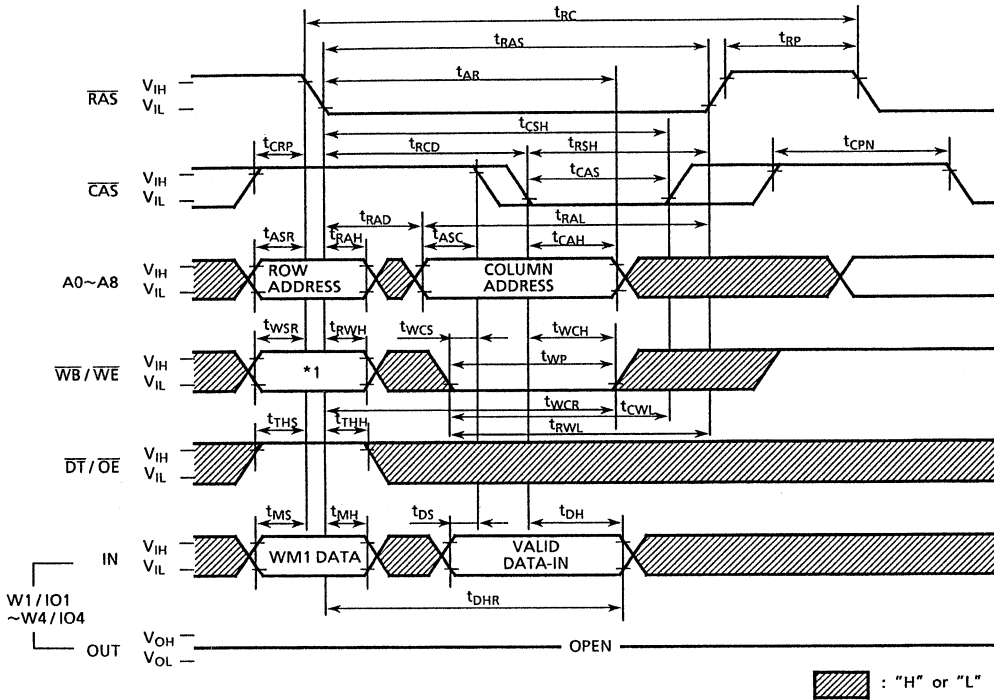 tRC
tRAS
tRP
tAR
RAS
VIH
VIL
tCSH
tCRP
tRCD
tRSH
tCPN
CAS
VIH
VIL
tCAS
tRAD
tRAL
tASR
tRAH
tASC
tCAH
A0~A8
VIH
VIL
ROW ADDRESS
COLUMN ADDRESS
tWSR
tRWH
tWCS
tWCH
WB / WE
VIH
VIL
*1
tWP
tWCR
tCWL
tRWL
tTHS
tTHH
DT / OE
VIH
VIL
tMS
tMH
tDS
tDH
IN
VIH
VIL
WM1 DATA
VALID DATA-IN
tDHR
W1 / IO1
~W4 / IO4
OUT
VOH
VOL
OPEN
: "H" or "L"